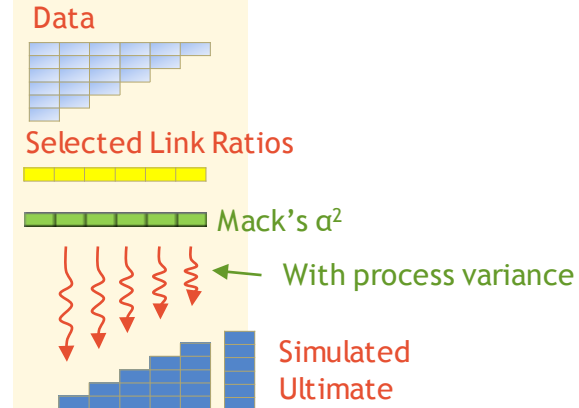 Data
Selected Link Ratios
Mack's α²
With process variance
Simulated
Ultimate